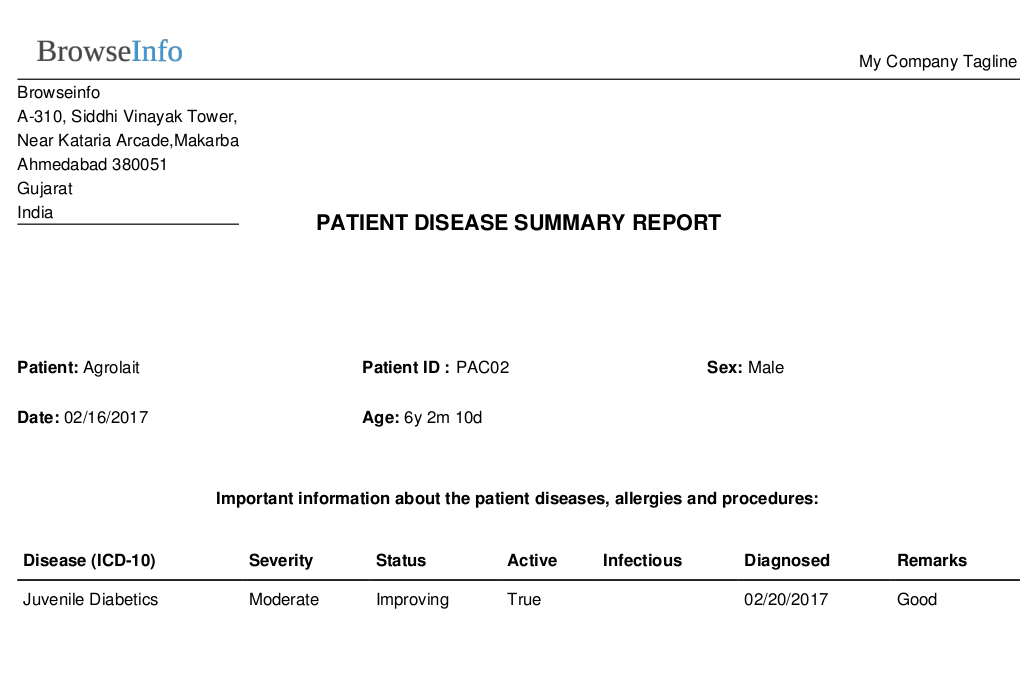 BrowseInfo
My Company Tagline
Browseinfo
A-310, Siddhi Vinayak Tower,
Near Kataria Arcade,Makarba
Ahmedabad 380051
Gujarat
India
PATIENT DISEASE SUMMARY REPORT
Patient: Agrolait Patient ID : PAC02 Sex: Male
Date: 02/16/2017 Age: 6y 2m 10d
Important information about the patient diseases, allergies and procedures:
Disease (ICD-10) Severity Status Active Infectious Diagnosed Remarks
Juvenile Diabetics Moderate Improving True 02/20/2017 Good